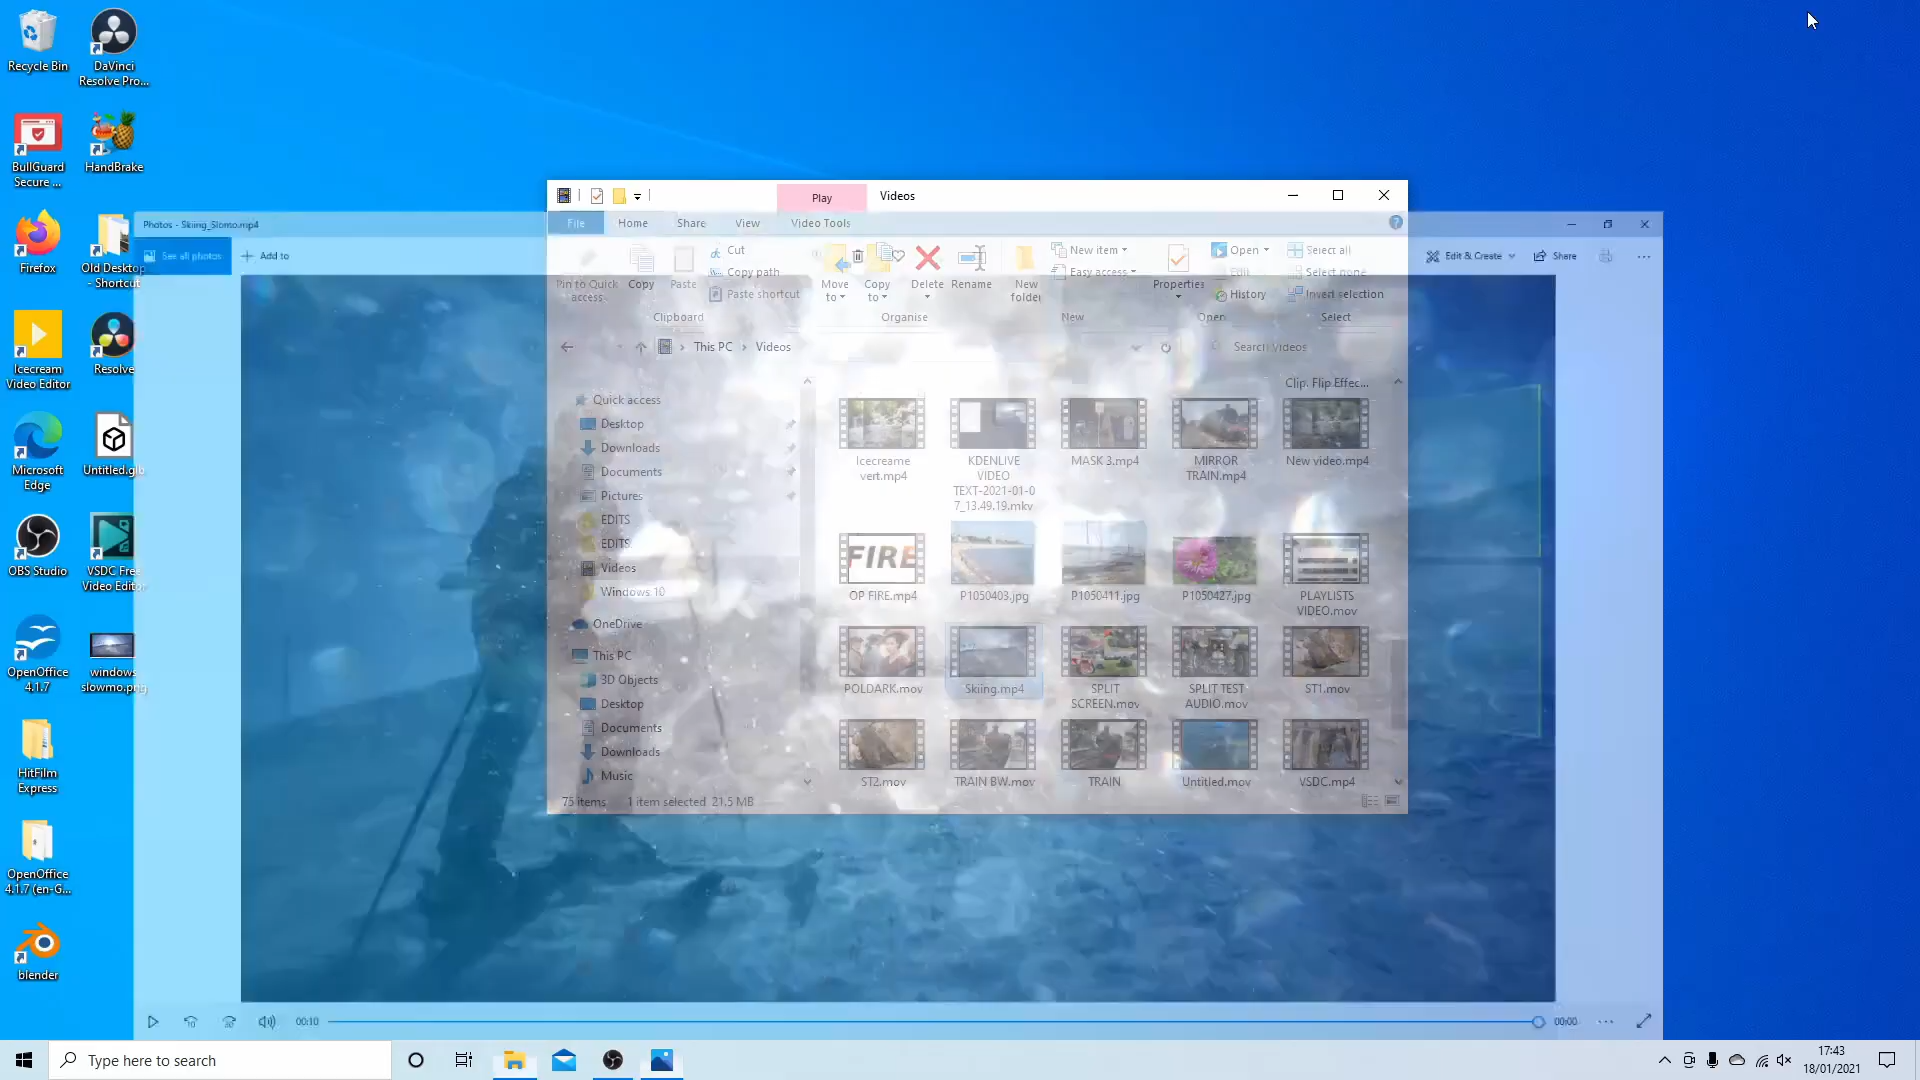 Recycle Bin
DaVinci
Resolve Pro...
BullGuard
Secure ...
HandBrake
Firefox
Old Desktop
- Shortcut
Icecream
Video Editor
Resolve
Microsoft
Edge
Untitled.glb
OBS Studio
VSDC Free
Video Editor
OpenOffice
4.1.7
windows
slowmo.png
HitFilm
Express
OpenOffice
4.1.7 (en-G...
blender
Photos - Skiing_Slomo.mp4
See all photos
Add to
Edit & Create
Share
Play
Videos
File
Home
Share
View
Video Tools
Pin to Quick
access
Copy
Paste
Cut
Copy path
Paste shortcut
Clipboard
Move
to
Copy
to
Delete
Rename
Organise
New
folder
New item
Easy access
New
Properties
Open
Edit
History
Open
Select all
Select none
Invert selection
Select
This PC
Videos
Search Videos
Quick access
Desktop
Downloads
Documents
Pictures
EDITS
EDITS
Videos
Windows 10
OneDrive
This PC
3D Objects
Desktop
Documents
Downloads
Music
Clip. Flip Effec...
Icecreame
vert.mp4
KDENLIVE
VIDEO
TEXT-2021-01-0
7_13.49.19.mkv
MASK 3.mp4
MIRROR
TRAIN.mp4
New video.mp4
FIRE
OP FIRE.mp4
P1050403.jpg
P1050411.jpg
P1050427.jpg
PLAYLISTS
VIDEO.mov
POLDARK.mov
Skiing.mp4
SPLIT
SCREEN.mov
SPLIT TEST
AUDIO.mov
ST1.mov
ST2.mov
TRAIN BW.mov
TRAIN
Untitled.mov
VSDC.mp4
75 items
1 item selected 21.5 MB
10
30
00:10
00:00
Type here to search
17:43
18/01/2021